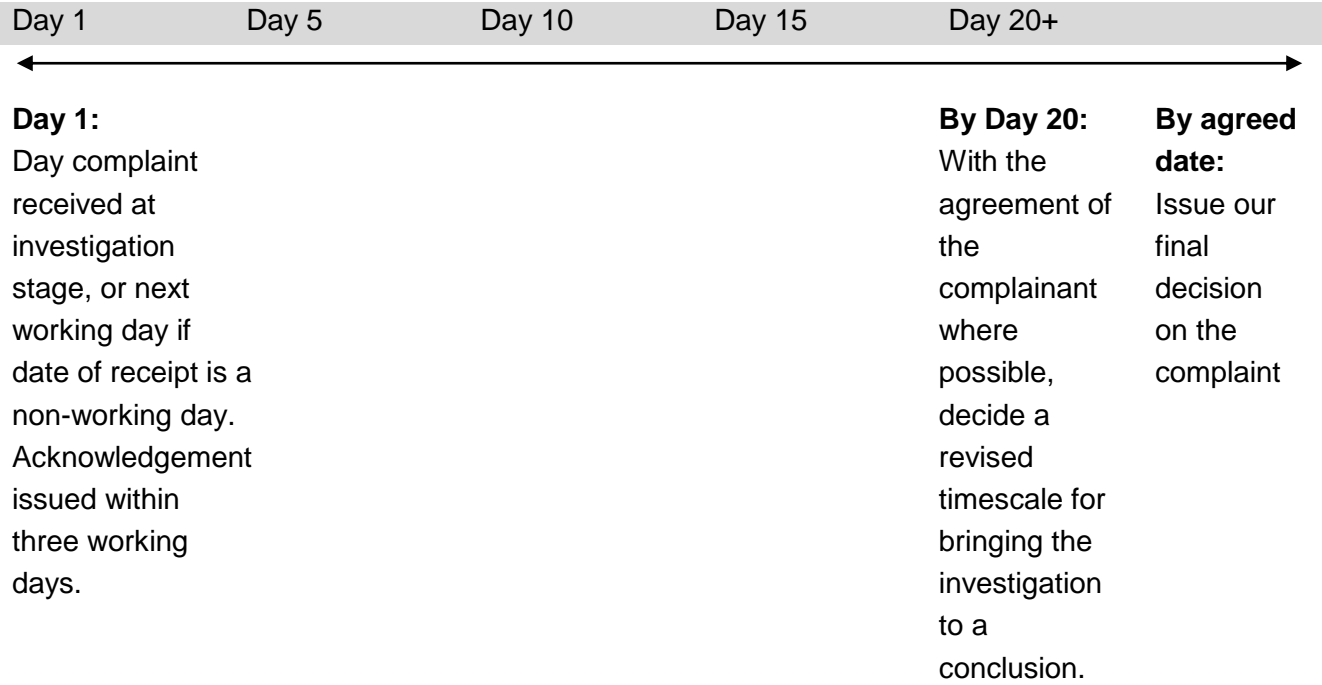 Day 1 Day 5 Day 10 Day 15 Day 20+
Day 1:
Day complaint
received at
investigation
stage, or next
working day if
date of receipt is a
non-working day.
Acknowledgement
issued within
three working
days.
By Day 20:
With the
agreement of
the
complainant
where
possible,
decide a
revised
timescale for
bringing the
investigation
to a
conclusion.
By agreed
date:
Issue our
final
decision
on the
complaint